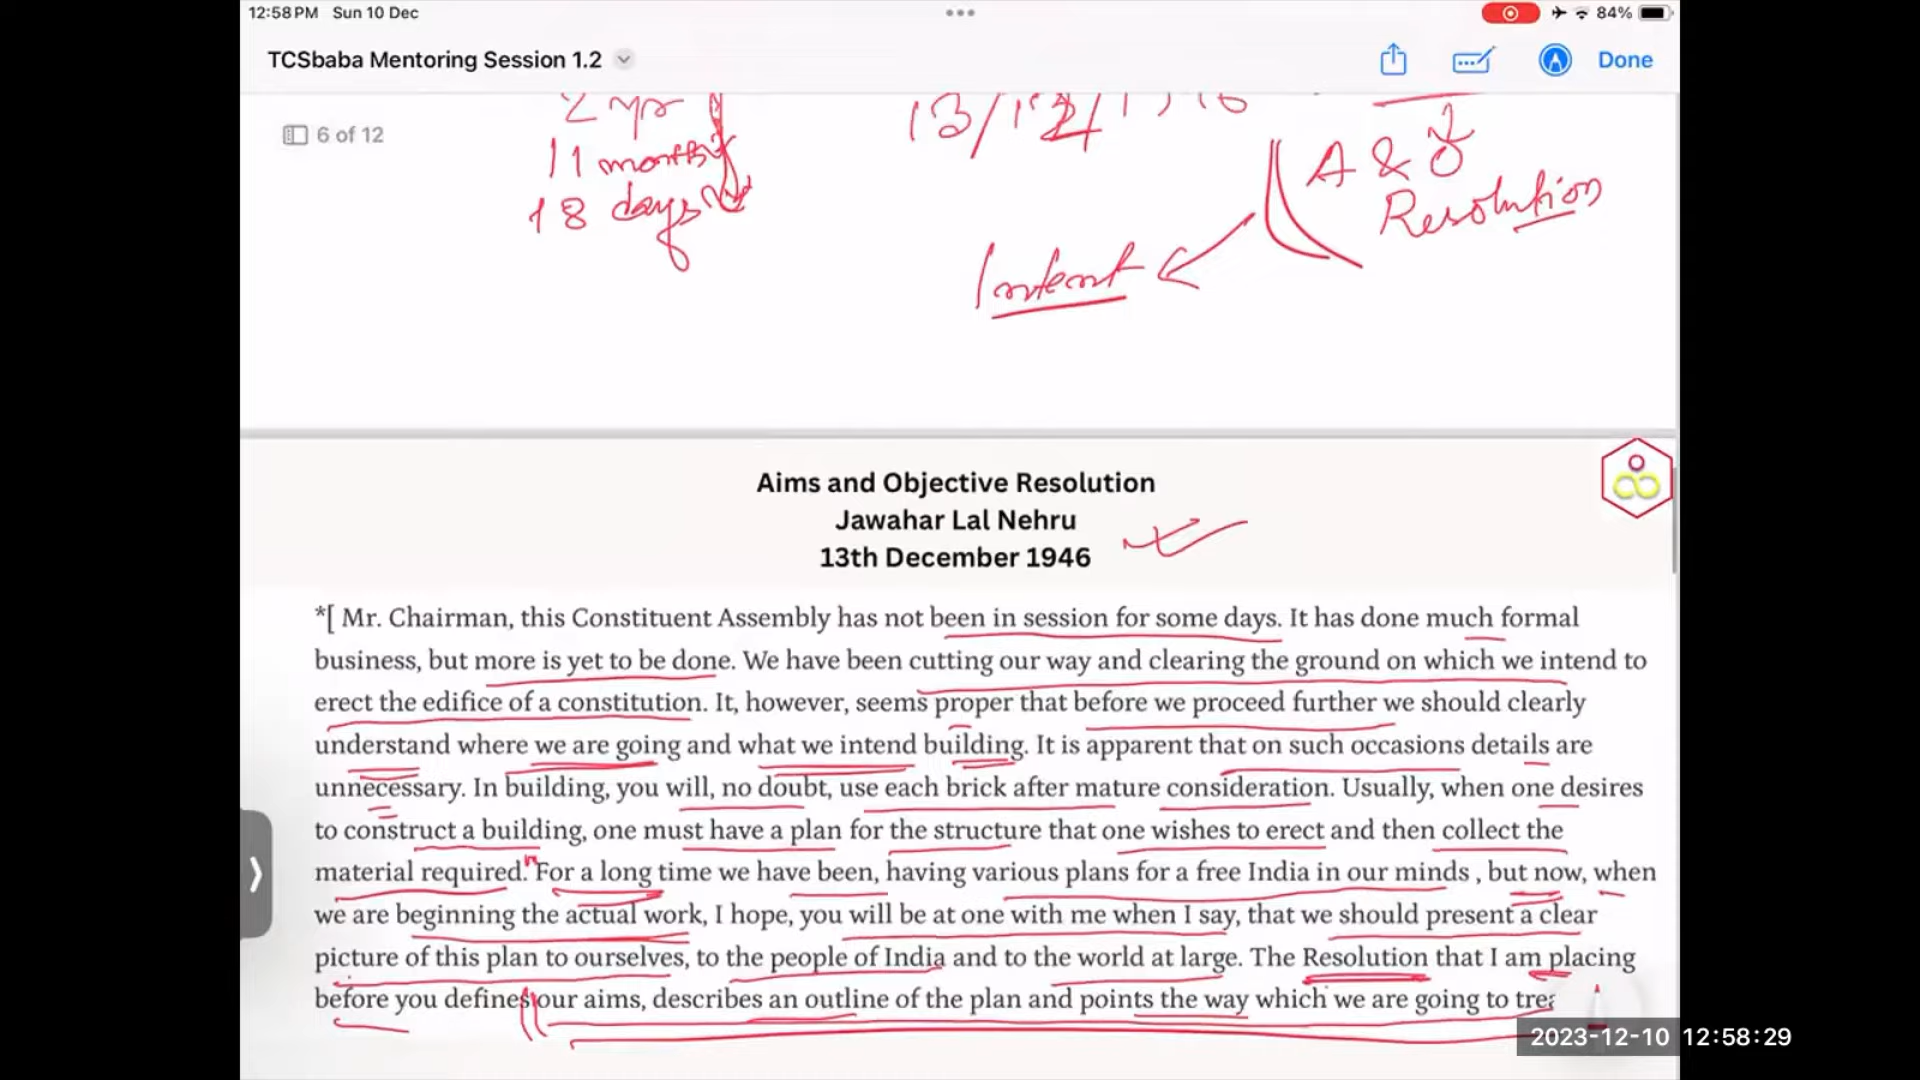 12:58 PM Sun 10 Dec
84%
TCSbaba Mentoring Session 1.2
Done
6 of 12
2 yr
11 months
18 days
13/12/1946
A & O
Resolution
Intent
Aims and Objective Resolution
Jawahar Lal Nehru
13th December 1946
*[ Mr. Chairman, this Constituent Assembly has not been in session for some days. It has done much formal
business, but more is yet to be done. We have been cutting our way and clearing the ground on which we intend to
erect the edifice of a constitution. It, however, seems proper that before we proceed further we should clearly
understand where we are going and what we intend building. It is apparent that on such occasions details are
unnecessary. In building, you will, no doubt, use each brick after mature consideration. Usually, when one desires
to construct a building, one must have a plan for the structure that one wishes to erect and then collect the
material required. For a long time we have been, having various plans for a free India in our minds , but now, when
we are beginning the actual work, I hope, you will be at one with me when I say, that we should present a clear
picture of this plan to ourselves, to the people of India and to the world at large. The Resolution that I am placing
before you defines our aims, describes an outline of the plan and points the way which we are going to trea
2023-12-10 12:58:29